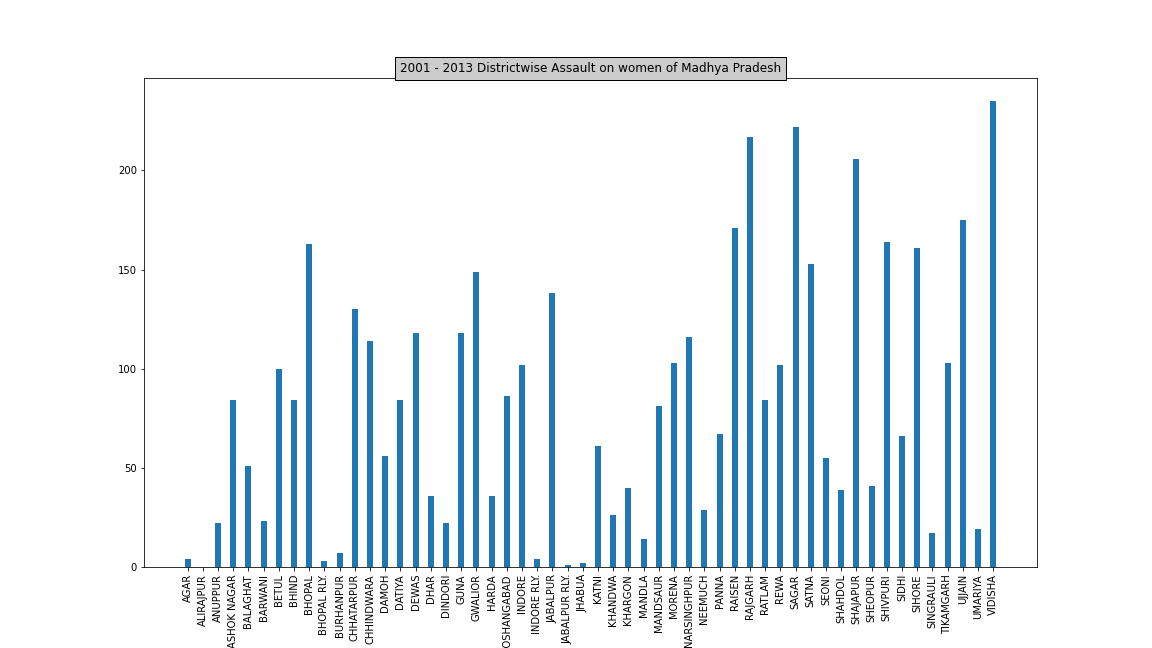 2001 - 2013 Districtwise Assault on women of Madhya Pradesh
200
150
100
50
0
AGAR
ALIRAJPUR
ANUPPUR
ASHOK NAGAR
BALAGHAT
BARWANI
BETUL
BHIND
BHOPAL
BHOPAL RLY.
BURHANPUR
CHHATARPUR
CHHINDWARA
DAMOH
DATIYA
DEWAS
DHAR
DINDORI
GUNA
GWALIOR
HARDA
OSHANGABAD
INDORE
INDORE RLY.
JABALPUR
JABALPUR RLY.
JHABUA
KATNI
KHANDWA
KHARGON
MANDLA
MANDSAUR
MORENA
NARSINGHPUR
NEEMUCH
PANNA
RAISEN
RAJGARH
RATLAM
REWA
SAGAR
SATNA
SEONI
SHAHDOL
SHAJAPUR
SHEOPUR
SHIVPURI
SIDHI
SIHORE
SINGRAULI
TIKAMGARH
UJJAIN
UMARIYA
VIDISHA